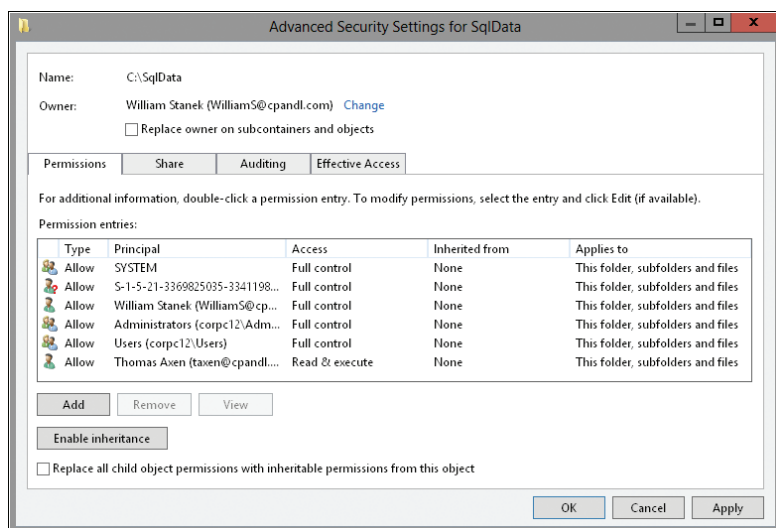 Advanced Security Settings for SqlData
Name: C:\SqlData
Owner: William Stanek (WilliamS@cpandl.com) Change
Replace owner on subcontainers and objects
Permissions Share Auditing Effective Access
For additional information, double-click a permission entry. To modify permissions, select the entry and click Edit (if available).
Permission entries:
Type Principal Access Inherited from Applies to
Allow SYSTEM Full control None This folder, subfolders and files
Allow S-1-5-21-3369825035-3341198... Full control None This folder, subfolders and files
Allow William Stanek (WilliamS@cp... Full control None This folder, subfolders and files
Allow Administrators (corpc12\Adm... Full control None This folder, subfolders and files
Allow Users (corpc12\Users) Full control None This folder, subfolders and files
Allow Thomas Axen (taxen@cpandl.... Read & execute None This folder, subfolders and files
Add Remove View
Enable inheritance
Replace all child object permissions with inheritable permissions from this object
OK Cancel Apply